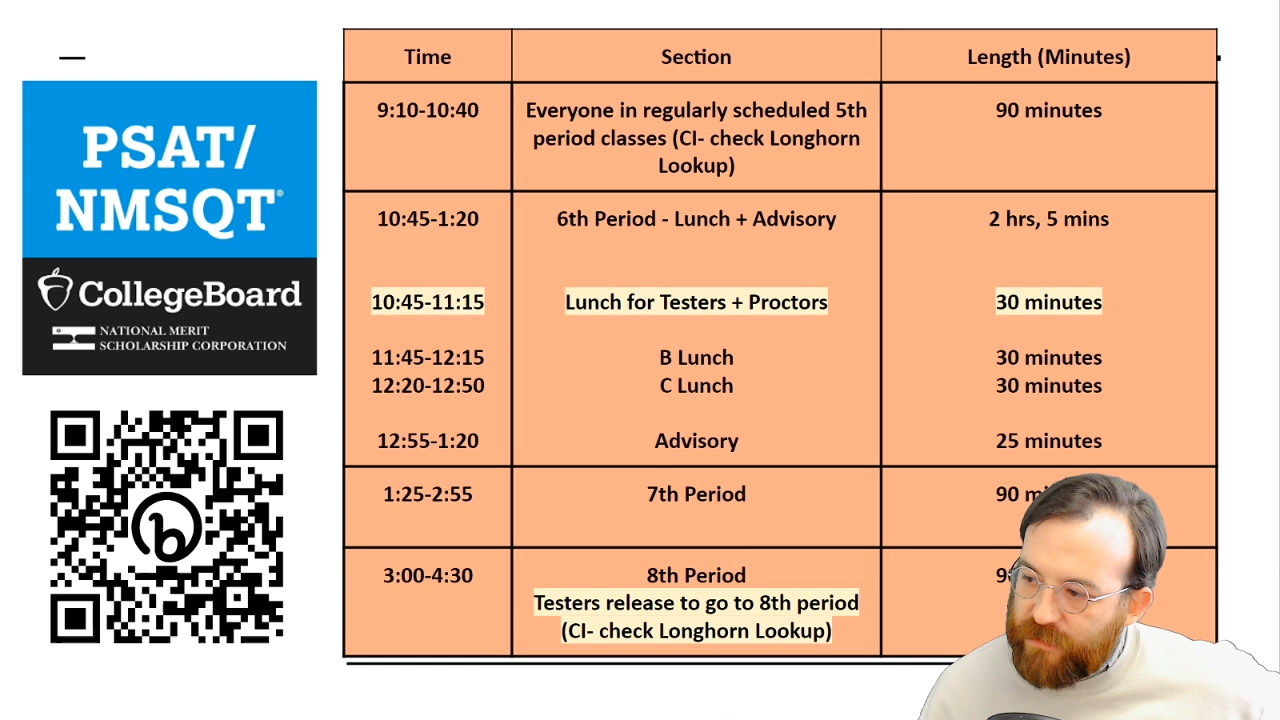 Time Section Length (Minutes)
9:10-10:40 Everyone in regularly scheduled 5th 90 minutes
period classes (CI- check Longhorn
Lookup)
10:45-1:20 6th Period - Lunch + Advisory 2 hrs, 5 mins
10:45-11:15 Lunch for Testers + Proctors 30 minutes
11:45-12:15 B Lunch 30 minutes
12:20-12:50 C Lunch 30 minutes
12:55-1:20 Advisory 25 minutes
1:25-2:55 7th Period 90
3:00-4:30 8th Period
Testers release to go to 8th period
(CI- check Longhorn Lookup)
PSAT/
NMSQT®
CollegeBoard
NATIONAL MERIT
SCHOLARSHIP CORPORATION
b